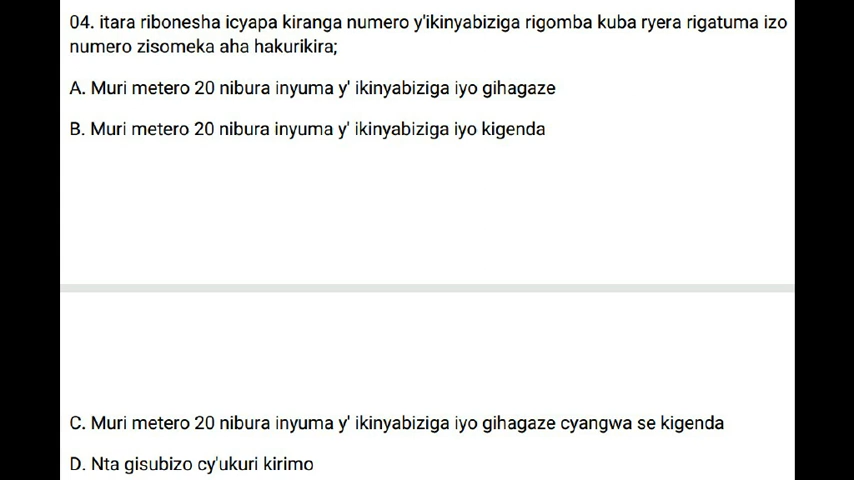 04. itara ribonesha icyapa kiranga numero y'ikinyabiziga rigomba kuba ryera rigatuma izo
numero zisomeka aha hakurikira;
A. Muri metero 20 nibura inyuma y' ikinyabiziga iyo gihagaze
B. Muri metero 20 nibura inyuma y' ikinyabiziga iyo kigenda
C. Muri metero 20 nibura inyuma y' ikinyabiziga iyo gihagaze cyangwa se kigenda
D. Nta gisubizo cy'ukuri kirimo